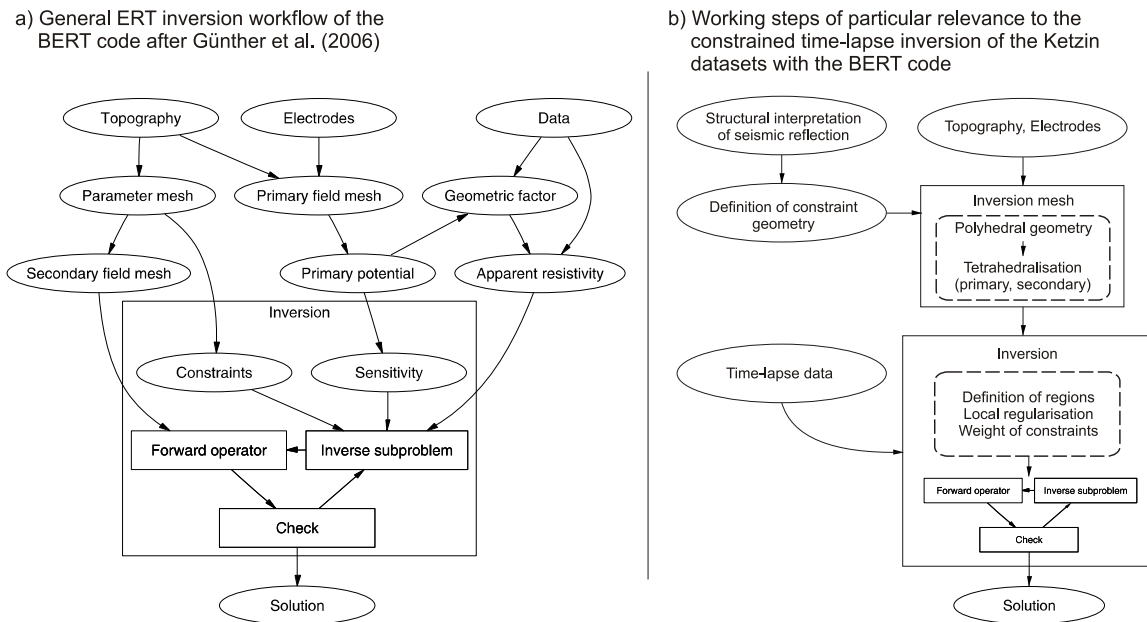 a) General ERT inversion workflow of the
BERT code after Günther et al. (2006)
Topography
Electrodes
Data
Parameter mesh
Primary field mesh
Geometric factor
Secondary field mesh
Primary potential
Apparent resistivity
Inversion
Constraints
Sensitivity
Forward operator
Inverse subproblem
Check
Solution
b) Working steps of particular relevance to the
constrained time-lapse inversion of the Ketzin
datasets with the BERT code
Structural interpretation
of seismic reflection
Topography, Electrodes
Definition of constraint
geometry
Inversion mesh
Polyhedral geometry
Tetrahedralisation
(primary, secondary)
Time-lapse data
Inversion
Definition of regions
Local regularisation
Weight of constraints
Forward operator
Inverse subproblem
Check
Solution